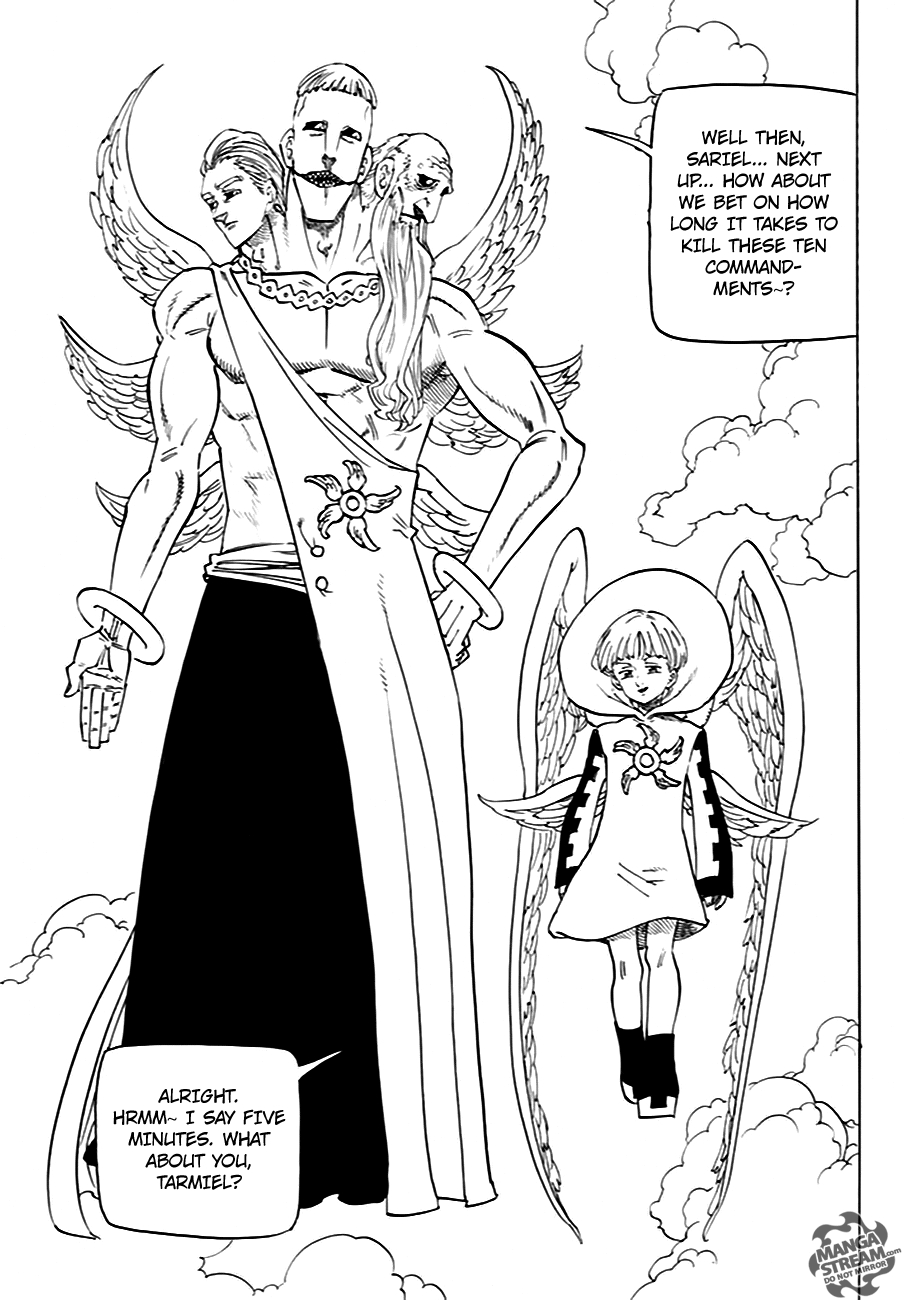 WELL THEN,
SARIEL... NEXT
UP... HOW ABOUT
WE BET ON HOW
LONG IT TAKES TO
KILL THESE TEN
COMMAND-
MENTS~?
ALRIGHT.
HRMM~ I SAY FIVE
MINUTES. WHAT
ABOUT YOU,
TARMIEL?
MANGA
STREAM.com
DO NOT MIRROR